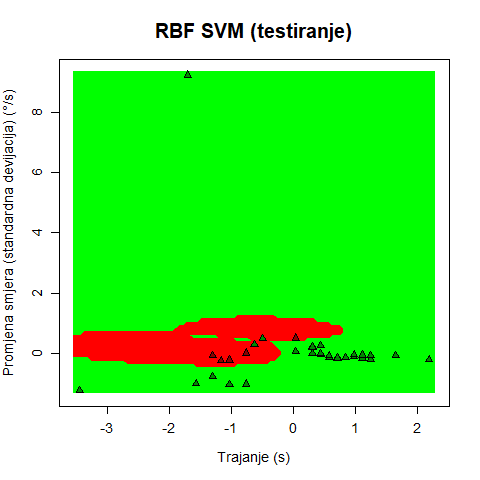 RBF SVM (testiranje)
Promjena smjera (standardna devijacija) (°/s)
8
6
4
2
0
-3 -2 -1 0 1 2
Trajanje (s)